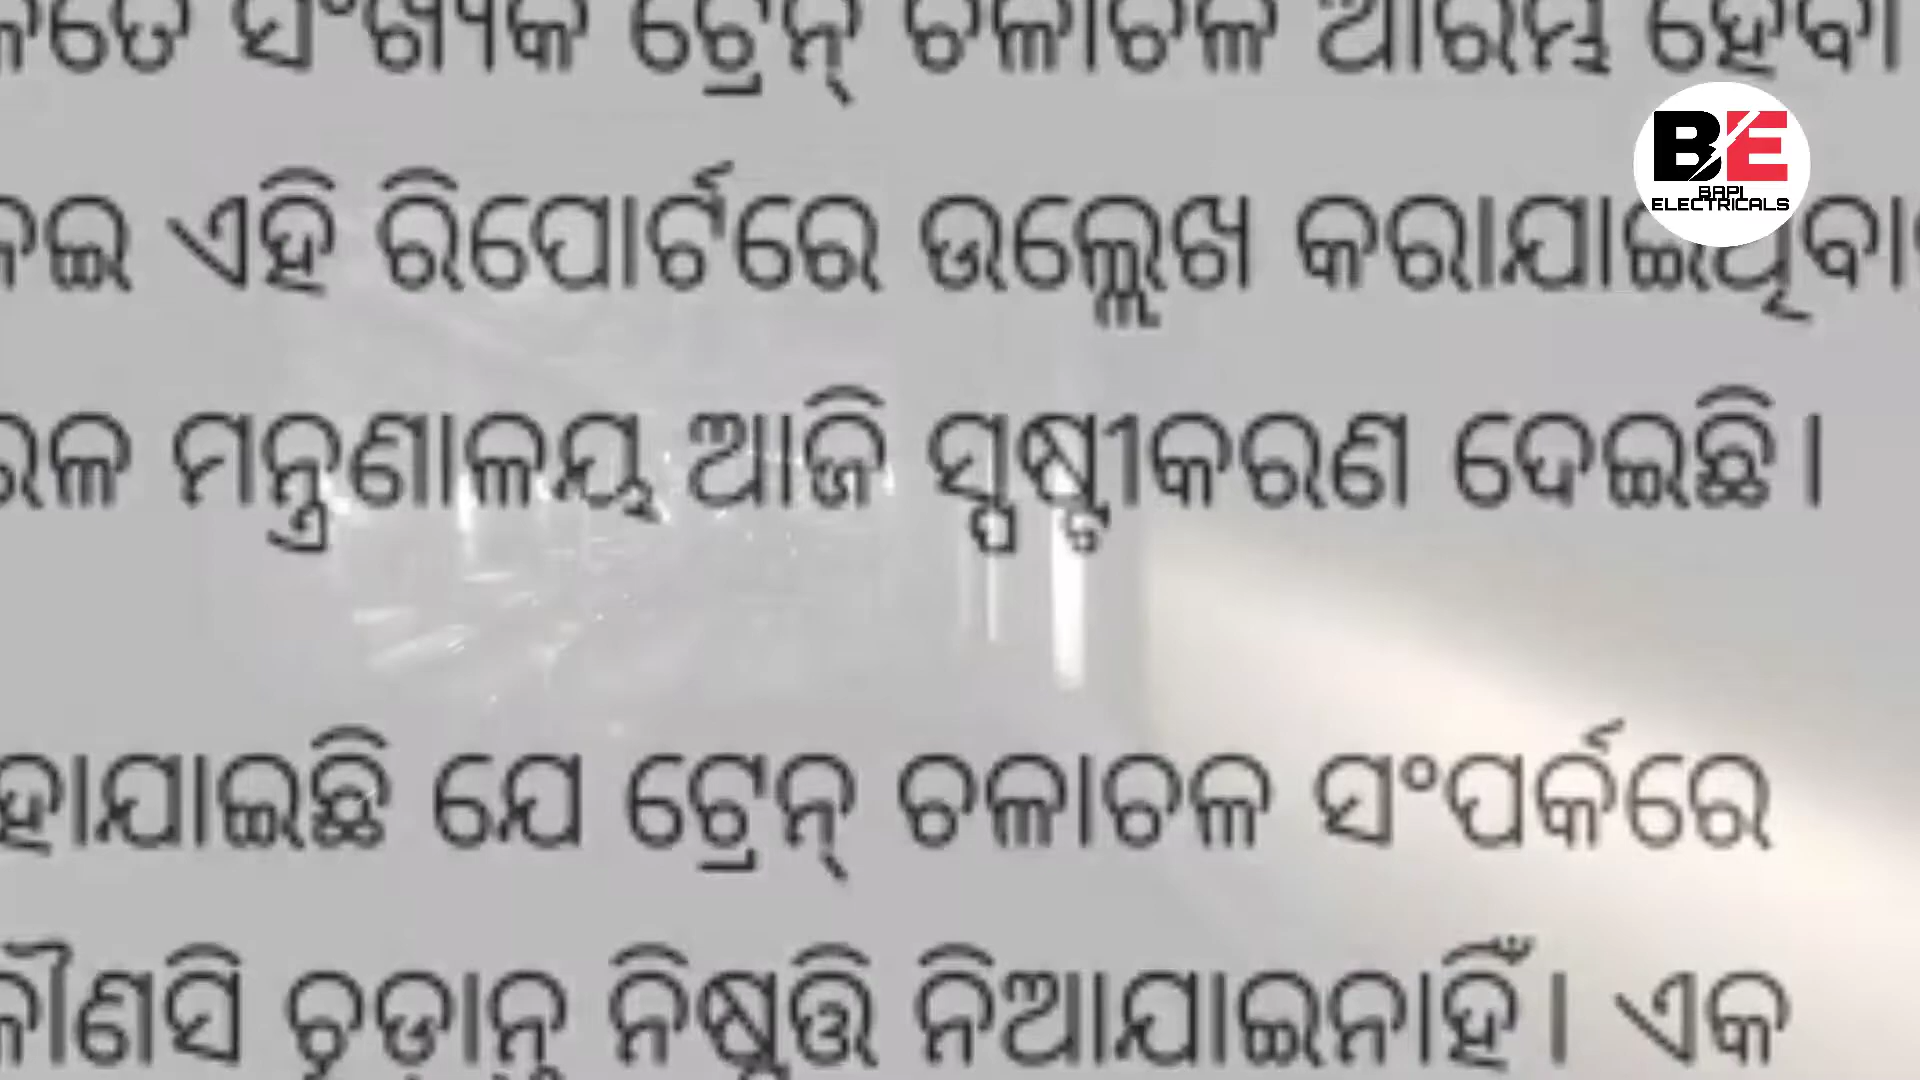 କେତେ ସଂଖ୍ୟକ ଟ୍ରେନ୍ ଚଳାଚଳ ଆରମ୍ଭ ହେବା
BE
BAPI
ELECTRICALS
ଏହି ରିପୋର୍ଟରେ ଉଲ୍ଲେଖ କରାଯାଇଥିବା
ମନ୍ତ୍ରଣାଳୟ ଆଜି ସ୍ପଷ୍ଟୀକରଣ ଦେଇଛି ।
ଯେ ଟ୍ରେନ୍ ଚଳାଚଳ ସଂପର୍କରେ
କୌଣସି ଚୂଡ଼ାନ୍ତ ନିଷ୍ପତ୍ତି ନିଆଯାଇନାହିଁ । ଏକ